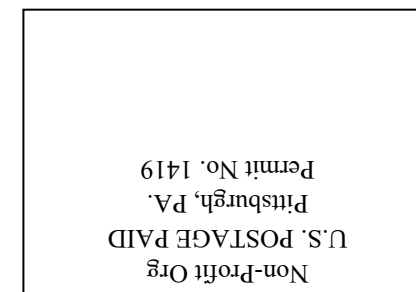 Non-Profit Org
U.S. POSTAGE PAID
Pittsburgh, PA.
Permit No. 1419